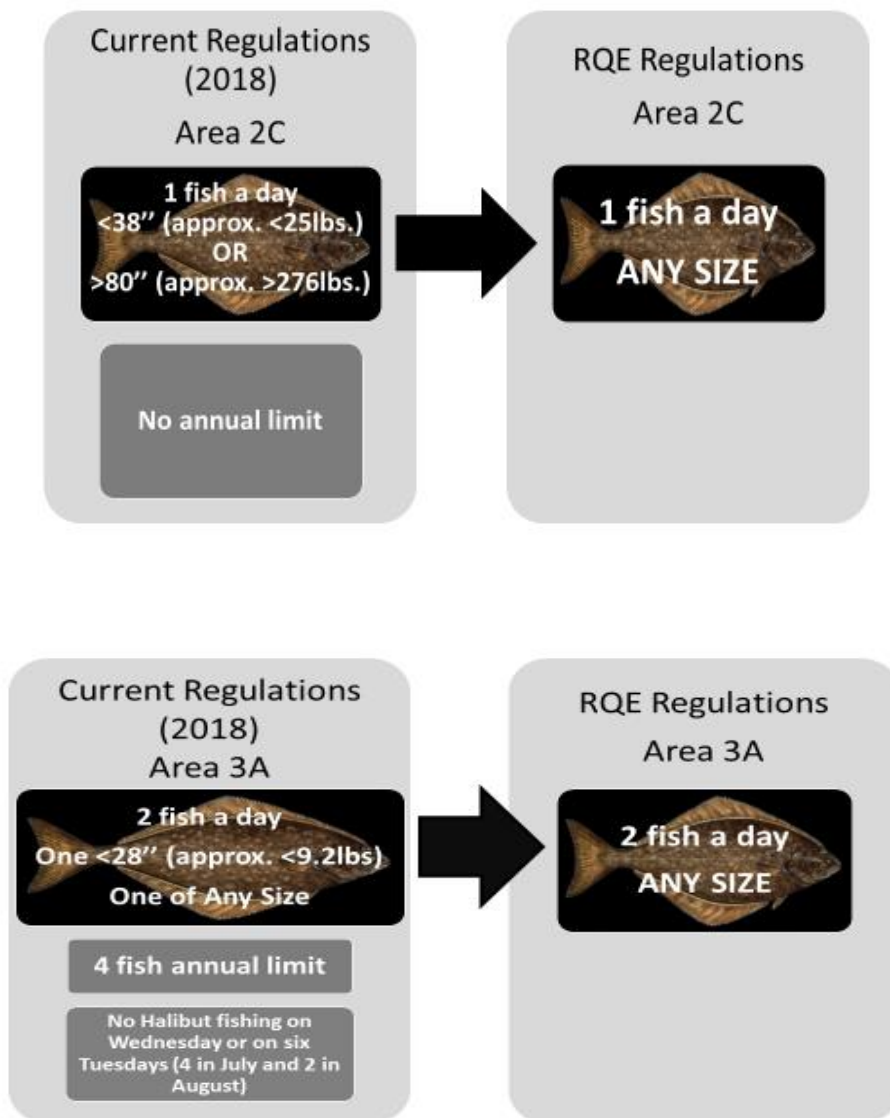 Current Regulations
(2018)
Area 2C
1 fish a day
<38’’ (approx. <25lbs.)
OR
>80’’ (approx. >276lbs.)
No annual limit
RQE Regulations
Area 2C
1 fish a day
ANY SIZE
Current Regulations
(2018)
Area 3A
2 fish a day
One <28’’ (approx. <9.2lbs)
One of Any Size
4 fish annual limit
No Halibut fishing on
Wednesday or on six
Tuesdays (4 in July and 2 in
August)
RQE Regulations
Area 3A
2 fish a day
ANY SIZE